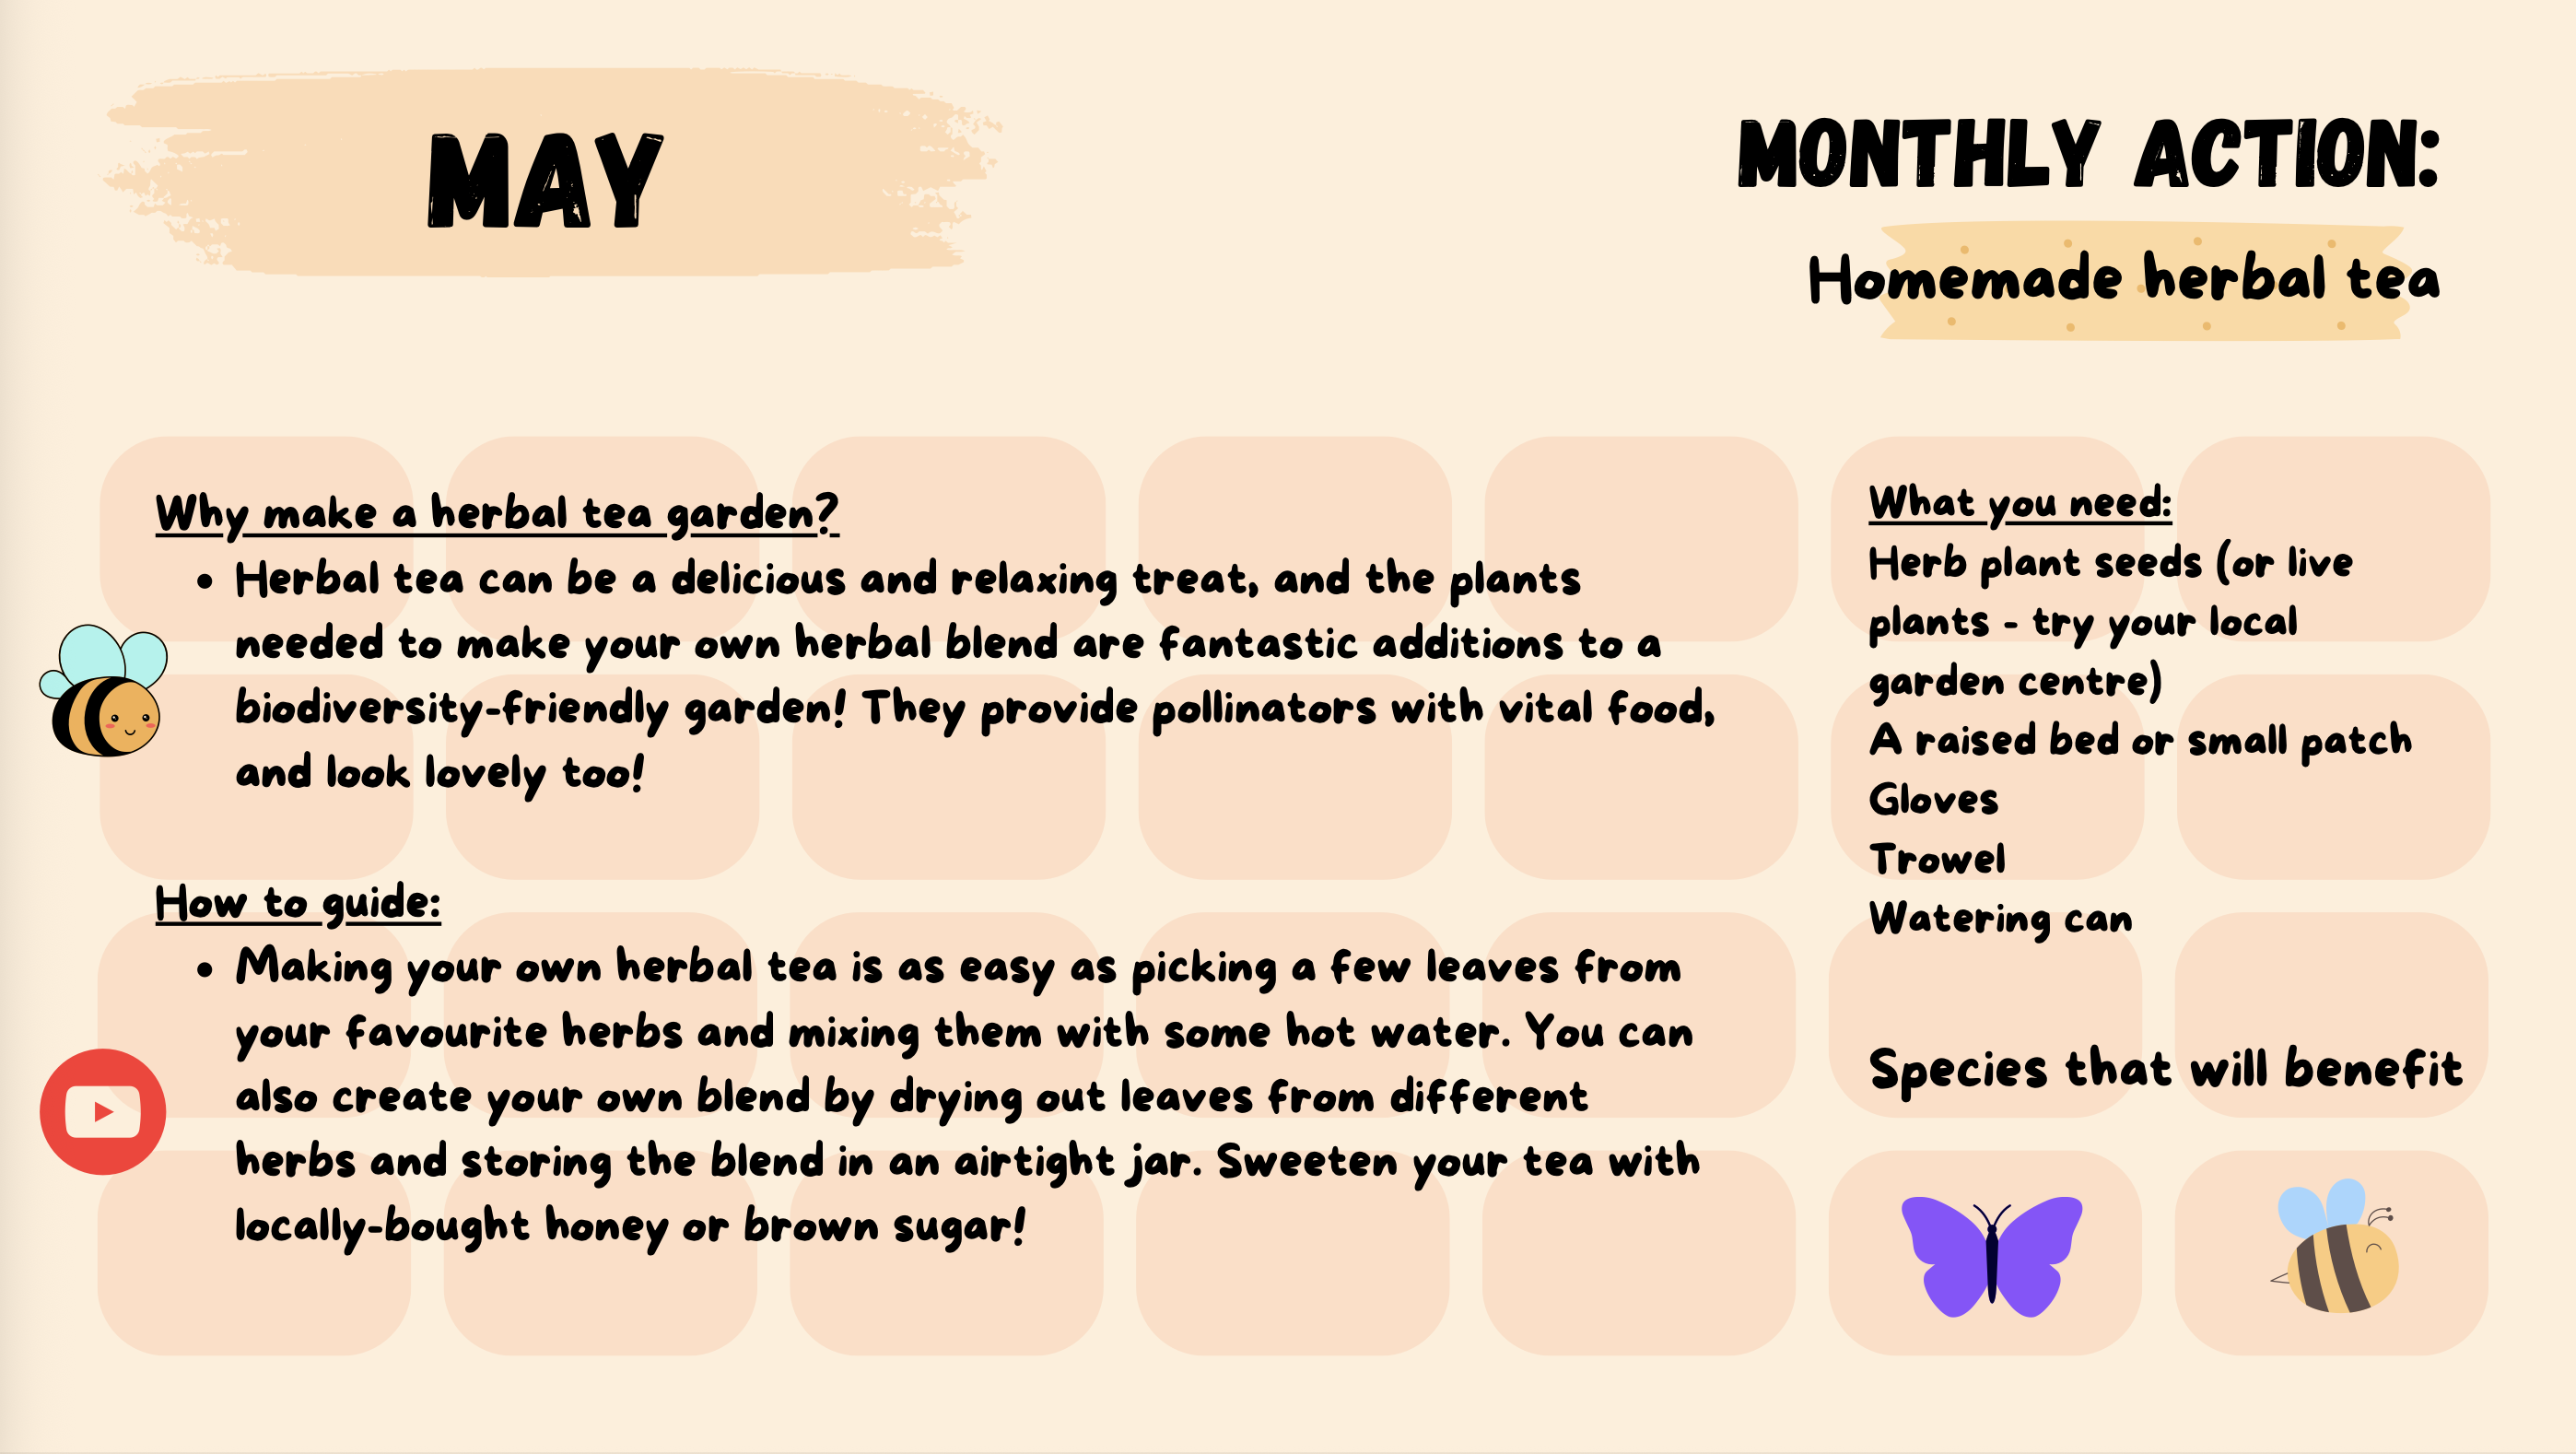 MAY
MONTHLY ACTION:
Homemade herbal tea
Why make a herbal tea garden?
• Herbal tea can be a delicious and relaxing treat, and the plants
needed to make your own herbal blend are fantastic additions to a
biodiversity-friendly garden! They provide pollinators with vital food,
and look lovely too!
How to guide:
• Making your own herbal tea is as easy as picking a few leaves from
your favourite herbs and mixing them with some hot water. You can
also create your own blend by drying out leaves from different
herbs and storing the blend in an airtight jar. Sweeten your tea with
locally-bought honey or brown sugar!
What you need:
Herb plant seeds (or live
plants - try your local
garden centre)
A raised bed or small patch
Gloves
Trowel
Watering can
Species that will benefit